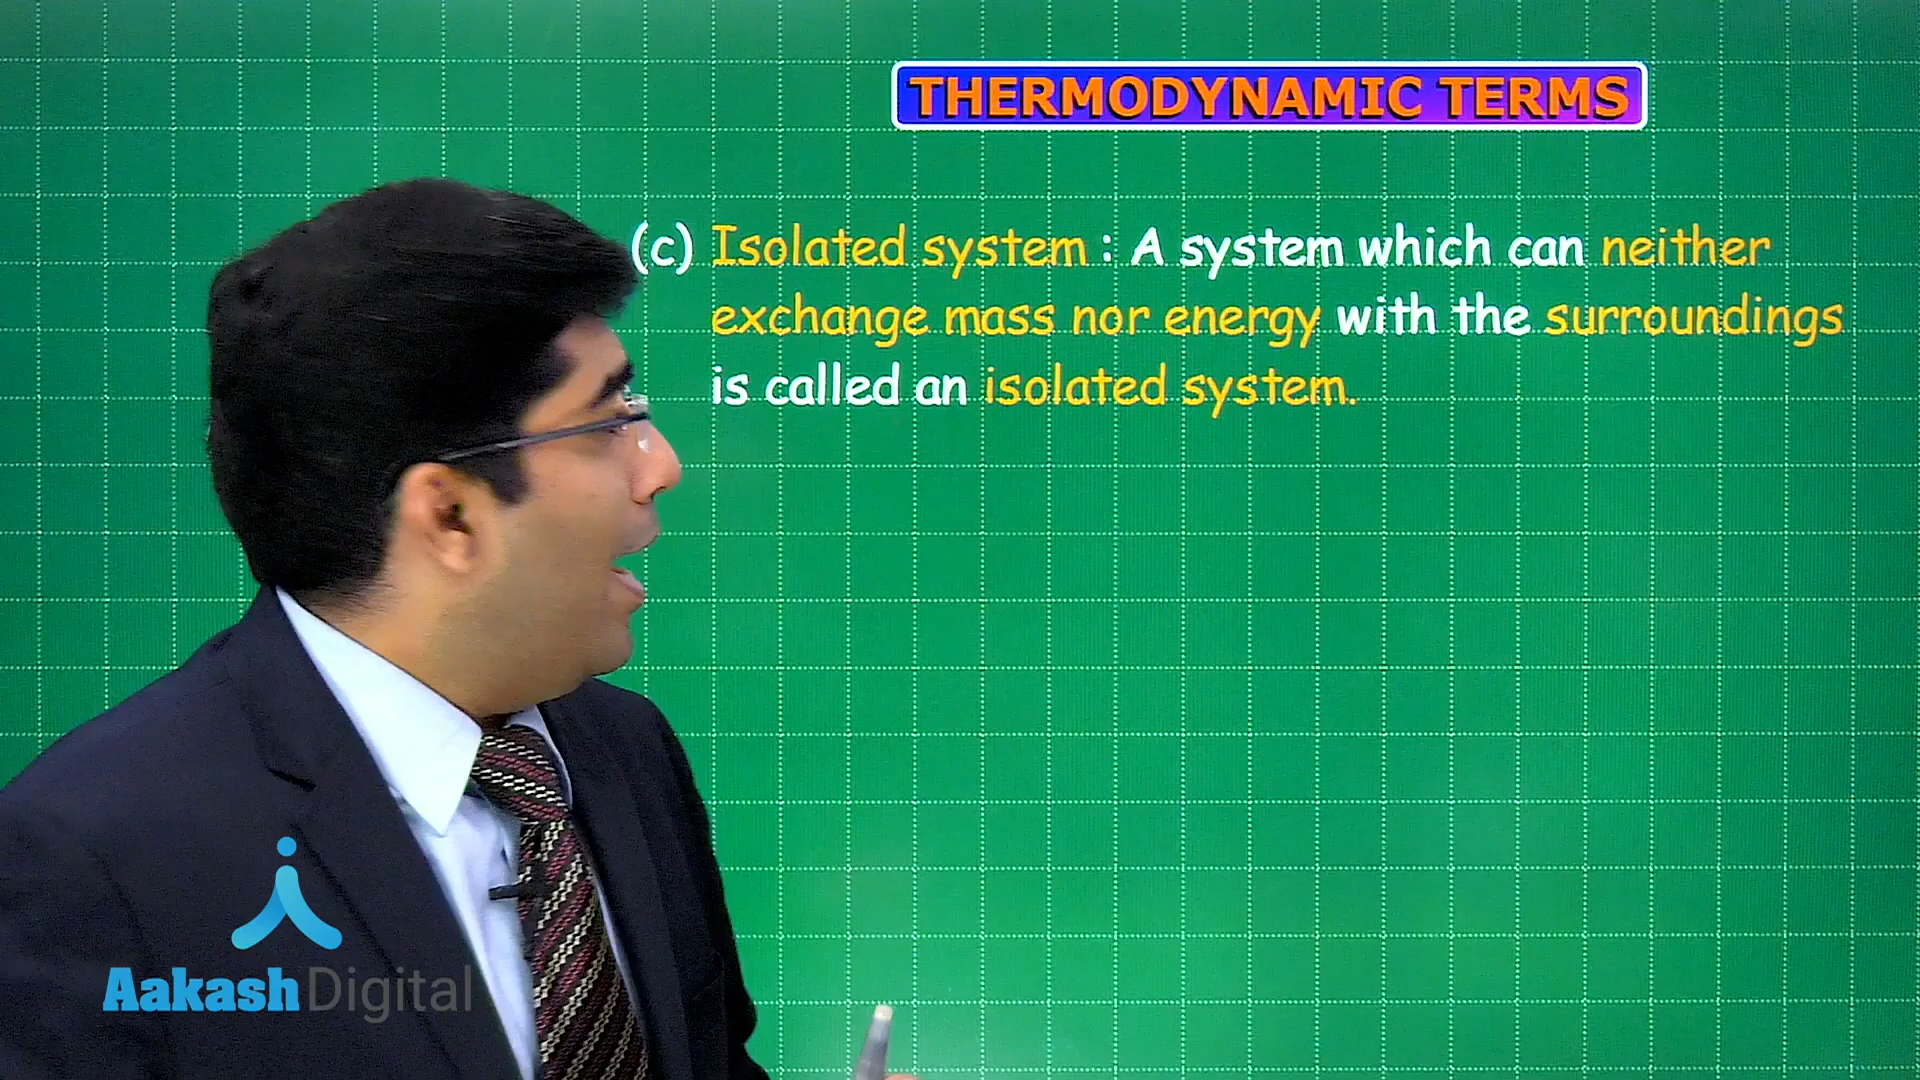 THERMODYNAMIC TERMS
(c) Isolated system : A system which can neither
exchange mass nor energy with the surroundings
is called an isolated system.
Aakash Digital